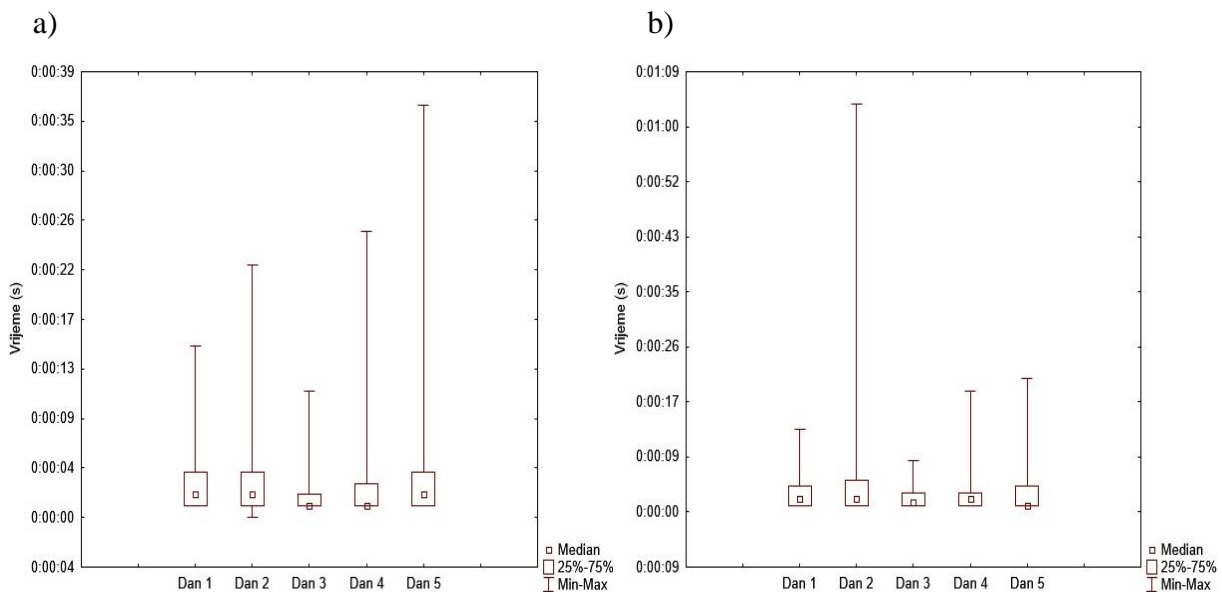 a)
0:00:39
0:00:35
0:00:30
0:00:26
0:00:22
0:00:17
0:00:13
0:00:09
0:00:04
0:00:00
0:00:04
Vrijeme (s)
Dan 1 Dan 2 Dan 3 Dan 4 Dan 5
Median
25%-75%
Min-Max
b)
0:01:09
0:01:00
0:00:52
0:00:43
0:00:35
0:00:26
0:00:17
0:00:09
0:00:00
0:00:09
Vrijeme (s)
Dan 1 Dan 2 Dan 3 Dan 4 Dan 5
Median
25%-75%
Min-Max